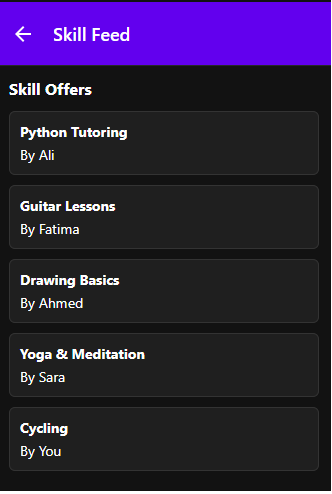 Skill Feed
Skill Offers
Python Tutoring
By Ali
Guitar Lessons
By Fatima
Drawing Basics
By Ahmed
Yoga & Meditation
By Sara
Cycling
By You